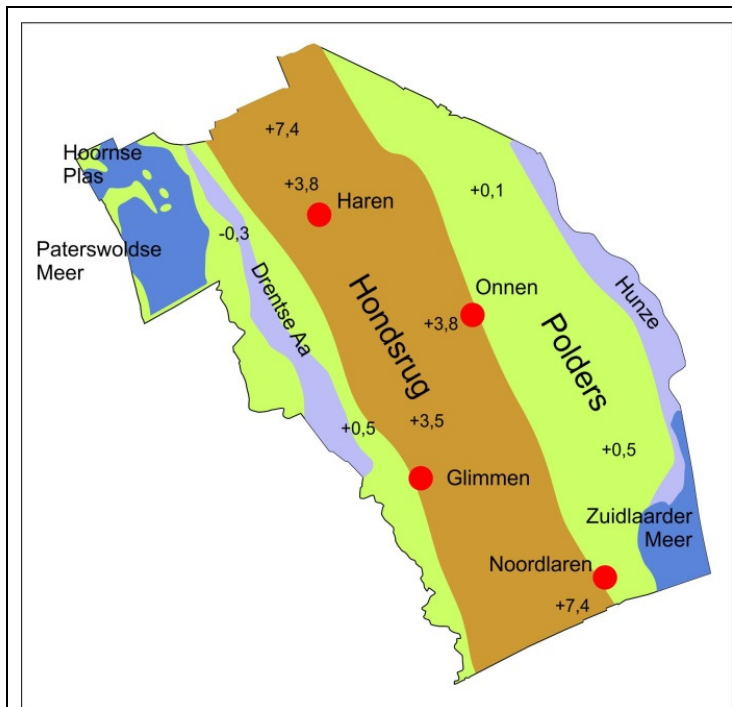 +7,4
Hoornse
Plas
+3,8
Haren
+0,1
-0,3
Paterswoldse
Meer
Drentse Aa
Hondsrug
Onnen
+3,8
Hunze
Polders
+3,5
+0,5
+0,5
Glimmen
Zuidlaarder
Meer
Noordlaren
+7,4